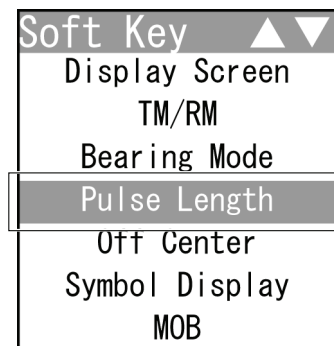 Soft Key ▲▼
Display Screen
TM/RM
Bearing Mode
Pulse Length
Off Center
Symbol Display
MOB